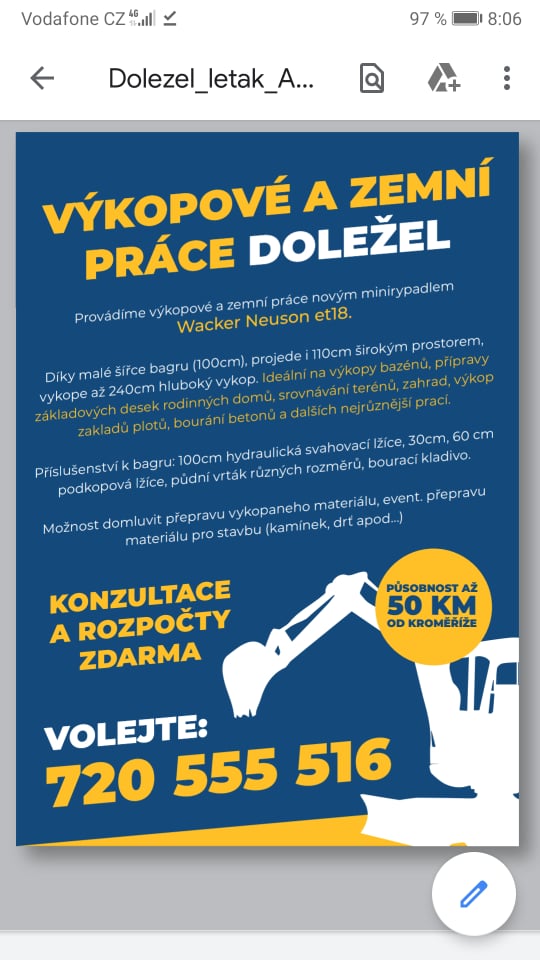 Vodafone CZ 4G 97 % 8:06
Dolezel_letak_A...
VÝKOPOVÉ A ZEMNÍ
PRÁCE DOLEŽEL
Provádíme výkopové a zemní práce novým minirypadlem
Wacker Neuson et18.
Díky malé šířce bagru (100cm), projede i 110cm širokým prostorem,
vykope až 240cm hluboký vykop. Ideální na výkopy bazénů, přípravy
základových desek rodinných domů, srovnávání terénů, zahrad, výkop
zakladů plotů, bourání betonů a dalších nejrůznější prací.
Příslušenství k bagru: 100cm hydraulická svahovací lžíce, 30cm, 60 cm
podkopová lžíce, půdní vrták různých rozměrů, bourací kladivo.
Možnost domluvit přepravu vykopaneho materiálu, event. přepravu
materiálu pro stavbu (kamínek, drť apod...)
KONZULTACE
A ROZPOČTY
ZDARMA
PŮSOBNOST AŽ
50 KM
OD KROMĚŘÍŽE
VOLEJTE:
720 555 516